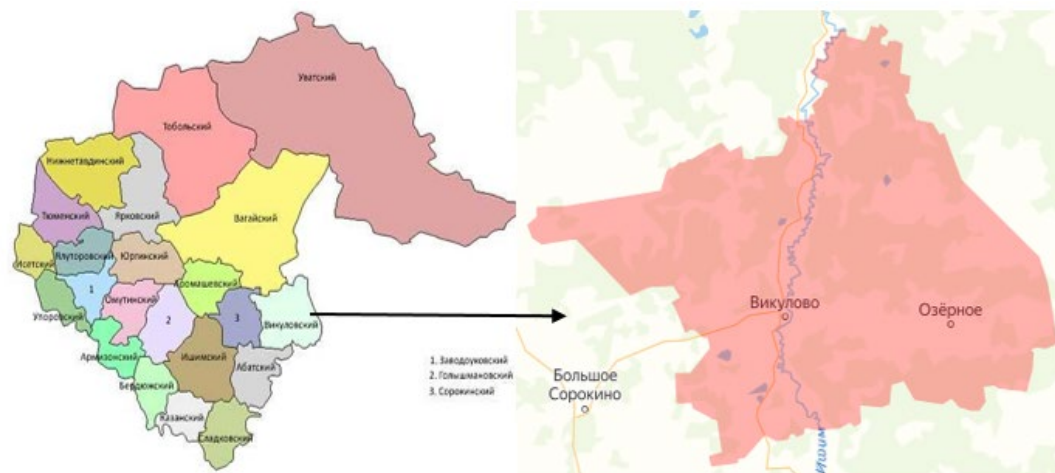 Уватский
Тобольский
Нижнетавдинский
Вагайский
Тюменский
Ярковский
Ялуторовский
Юргинский
Исетский
Аромашевский
1
Омутинский
Упоровский
2
3
Викуловский
Армизонский
Ишимский
Абатский
Бердюжский
Казанский
Сладковский
1. Заводоуковский
2. Голышмановский
3. Сорокинский
Викулово
Озёрное
Большое
Сорокино
Ишим